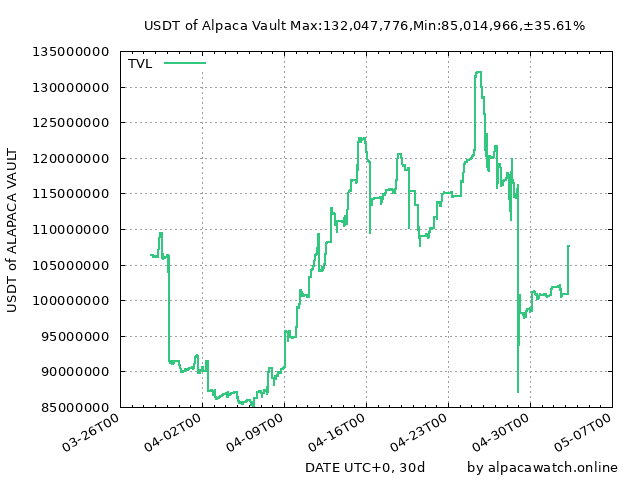 USDT of Alpaca Vault Max:132,047,776,Min:85,014,966,±35.61%
TVL
USDT of ALAPACA VAULT
135000000
130000000
125000000
120000000
115000000
110000000
105000000
100000000
95000000
90000000
85000000
03-26T00
04-02T00
04-09T00
04-16T00
04-23T00
04-30T00
05-07T00
DATE UTC+0, 30d
by alpacawatch.online